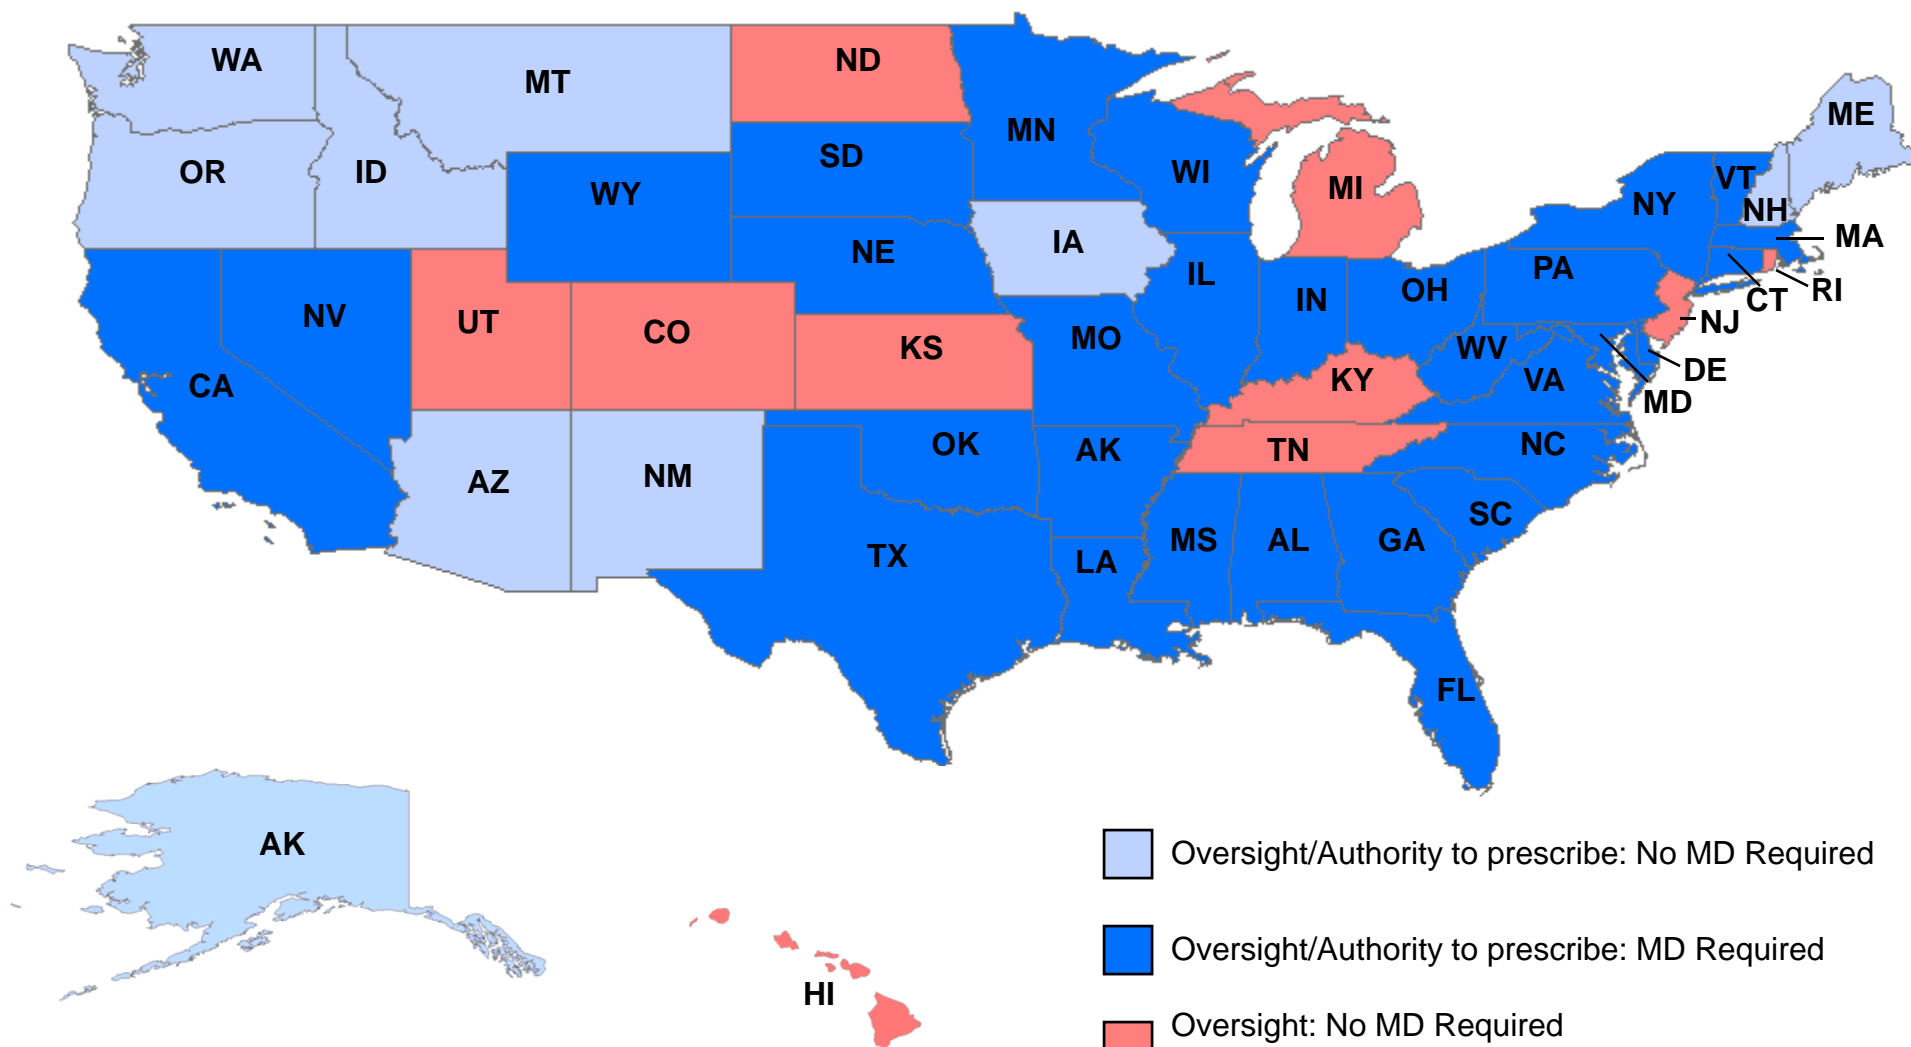 WA
MT
ND
MN
ME
OR
ID
SD
WI
MI
VT
WY
NY
NH
IA
MA
NE
IL
PA
NV
UT
CO
KS
MO
IN
OH
CT
RI
NJ
WV
CA
KY
VA
DE
MD
AZ
NM
OK
AK
TN
NC
TX
LA
MS
AL
GA
SC
FL
AK
HI
Oversight/Authority to prescribe: No MD Required
Oversight/Authority to prescribe: MD Required
Oversight: No MD Required